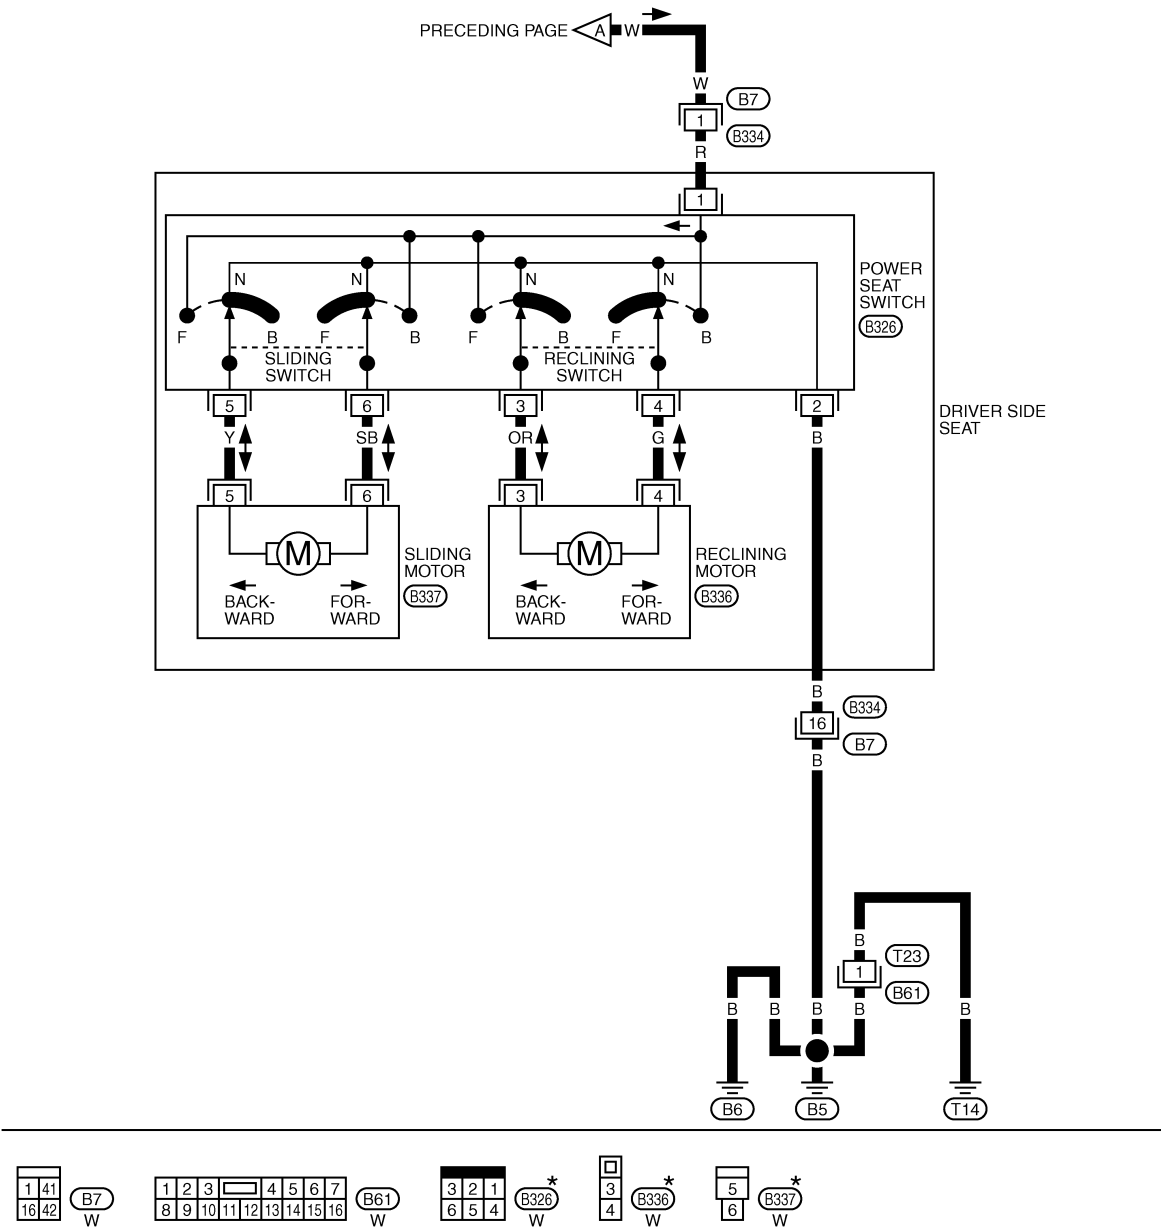 PRECEDING PAGE A W
W
B7
1
B334
R
1
N N N N
F B F B F B F B
SLIDING SWITCH
RECLINING SWITCH
POWER SEAT SWITCH
B326
5 6 3 4 2
Y SB OR G B
DRIVER SIDE SEAT
5 6 3 4
M M
SLIDING MOTOR
B337
RECLINING MOTOR
B336
BACK-WARD FOR-WARD BACK-WARD FOR-WARD
B
B334
16
B7
B
B
T23
1
B61
B B B B B
B6 B5 T14
1 41
16 42
B7
W
1 2 3 4 5 6 7
8 9 10 11 12 13 14 15 16
B61
W
3 2 1
6 5 4
*
B326
W
3
4
*
B336
W
5
6
*
B337
W